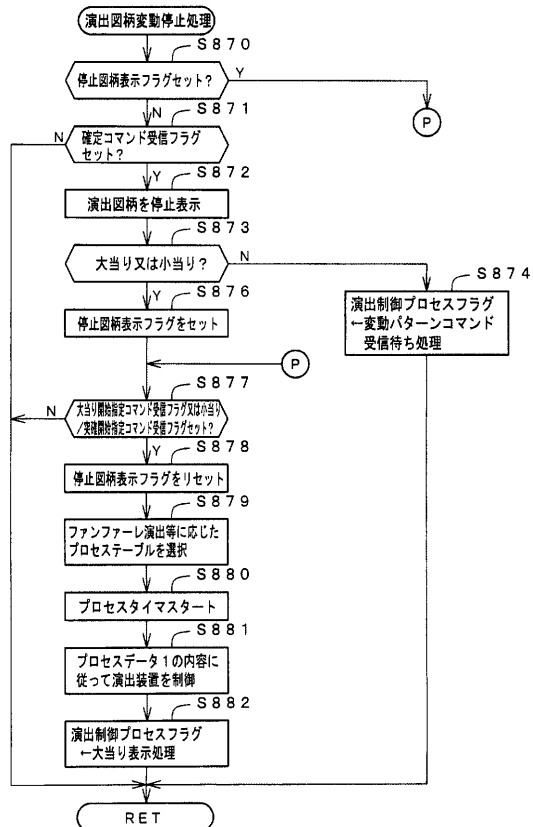 演出図柄変動停止処理
S870
停止図柄表示フラグセット？
Y
N
P
S871
確定コマンド受信フラグ
セット？
N
Y
S872
演出図柄を停止表示
S873
大当り又は小当り？
N
Y
S874
演出制御プロセスフラグ
←変動パターンコマンド
受信待ち処理
S876
停止図柄表示フラグをセット
P
S877
大当り開始指定コマンド受信フラグ又は小当り
／突確開始指定コマンド受信フラグセット？
N
Y
S878
停止図柄表示フラグをリセット
S879
ファンファーレ演出等に応じた
プロセステーブルを選択
S880
プロセスタイマスタート
S881
プロセスデータ１の内容に
従って演出装置を制御
S882
演出制御プロセスフラグ
←大当り表示処理
RET